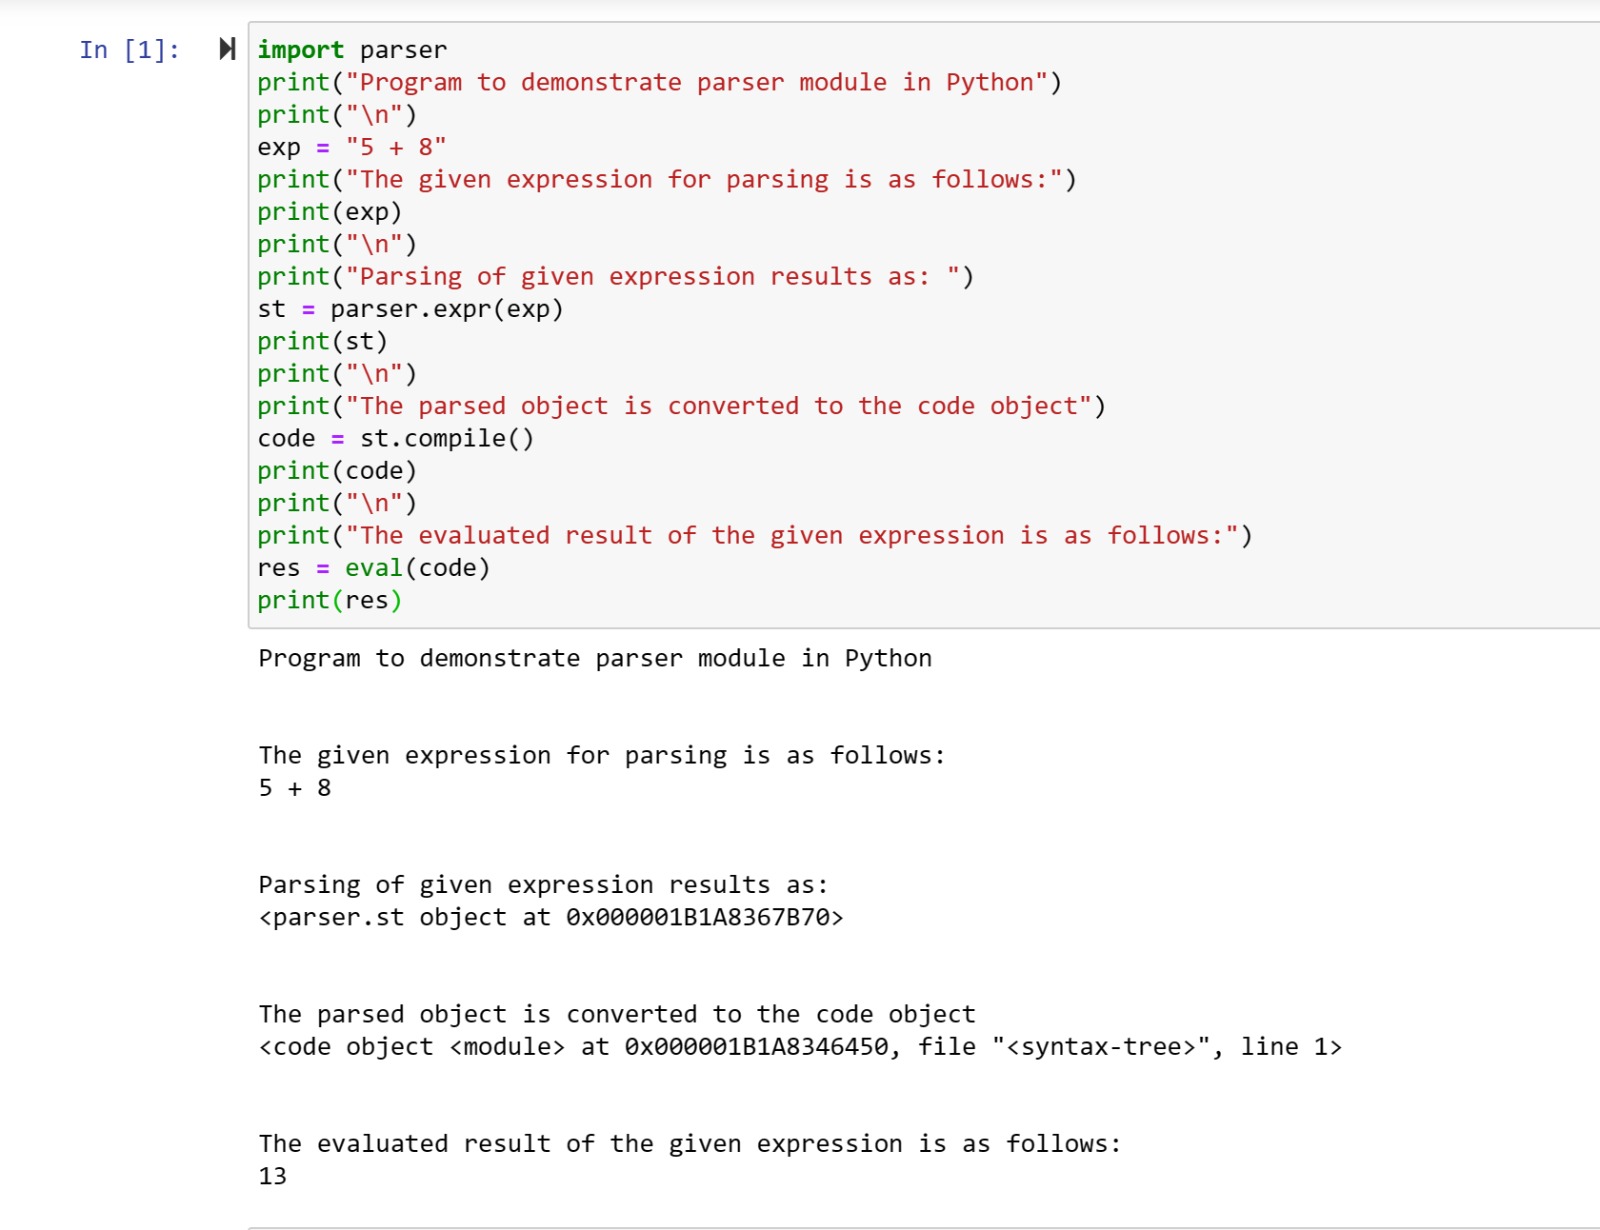 In [1]:
import parser
print("Program to demonstrate parser module in Python")
print("\n")
exp = "5 + 8"
print("The given expression for parsing is as follows:")
print(exp)
print("\n")
print("Parsing of given expression results as: ")
st = parser.expr(exp)
print(st)
print("\n")
print("The parsed object is converted to the code object")
code = st.compile()
print(code)
print("\n")
print("The evaluated result of the given expression is as follows:")
res = eval(code)
print(res)
Program to demonstrate parser module in Python
The given expression for parsing is as follows:
5 + 8
Parsing of given expression results as:
<parser.st object at 0x000001B1A8367B70>
The parsed object is converted to the code object
<code object <module> at 0x000001B1A8346450, file "<syntax-tree>", line 1>
The evaluated result of the given expression is as follows:
13